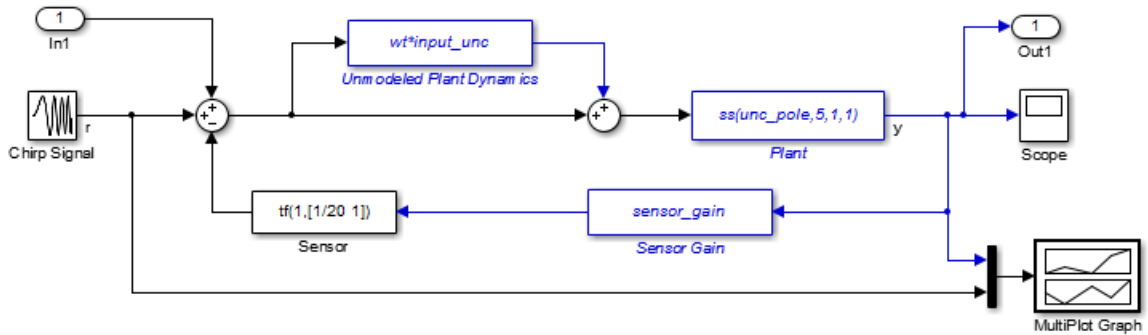 1
In1
wt*input_unc
Unmodeled Plant Dynamics
1
Out1
r
Chirp Signal
+
+
−
+
+
ss(unc_pole,5,1,1)
y
Plant
Scope
tf(1,[1/20 1])
Sensor
sensor_gain
Sensor Gain
MultiPlot Graph